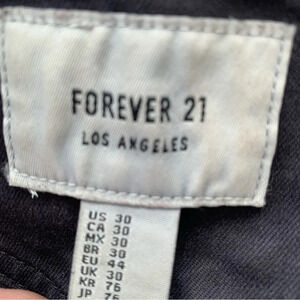 FOREVER 21
LOS ANGELES
US 30
CA 30
MX 30
BR 30
EU 44
UK 30
KR 76
JP 76